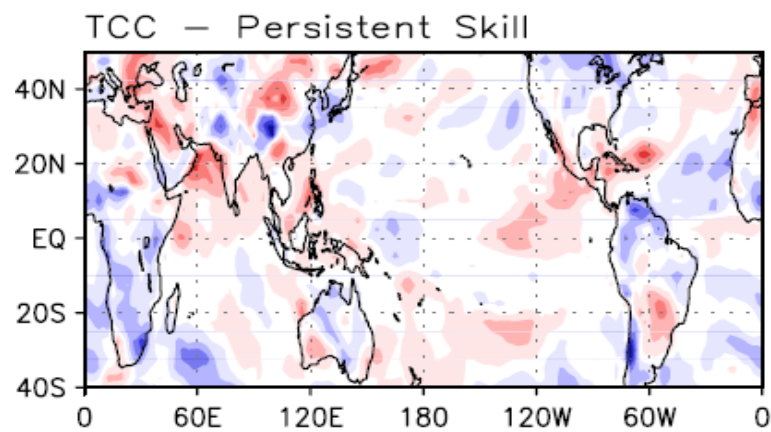 TCC — Persistent Skill
40N
20N
EQ
20S
40S
0 60E 120E 180 120W 60W 0